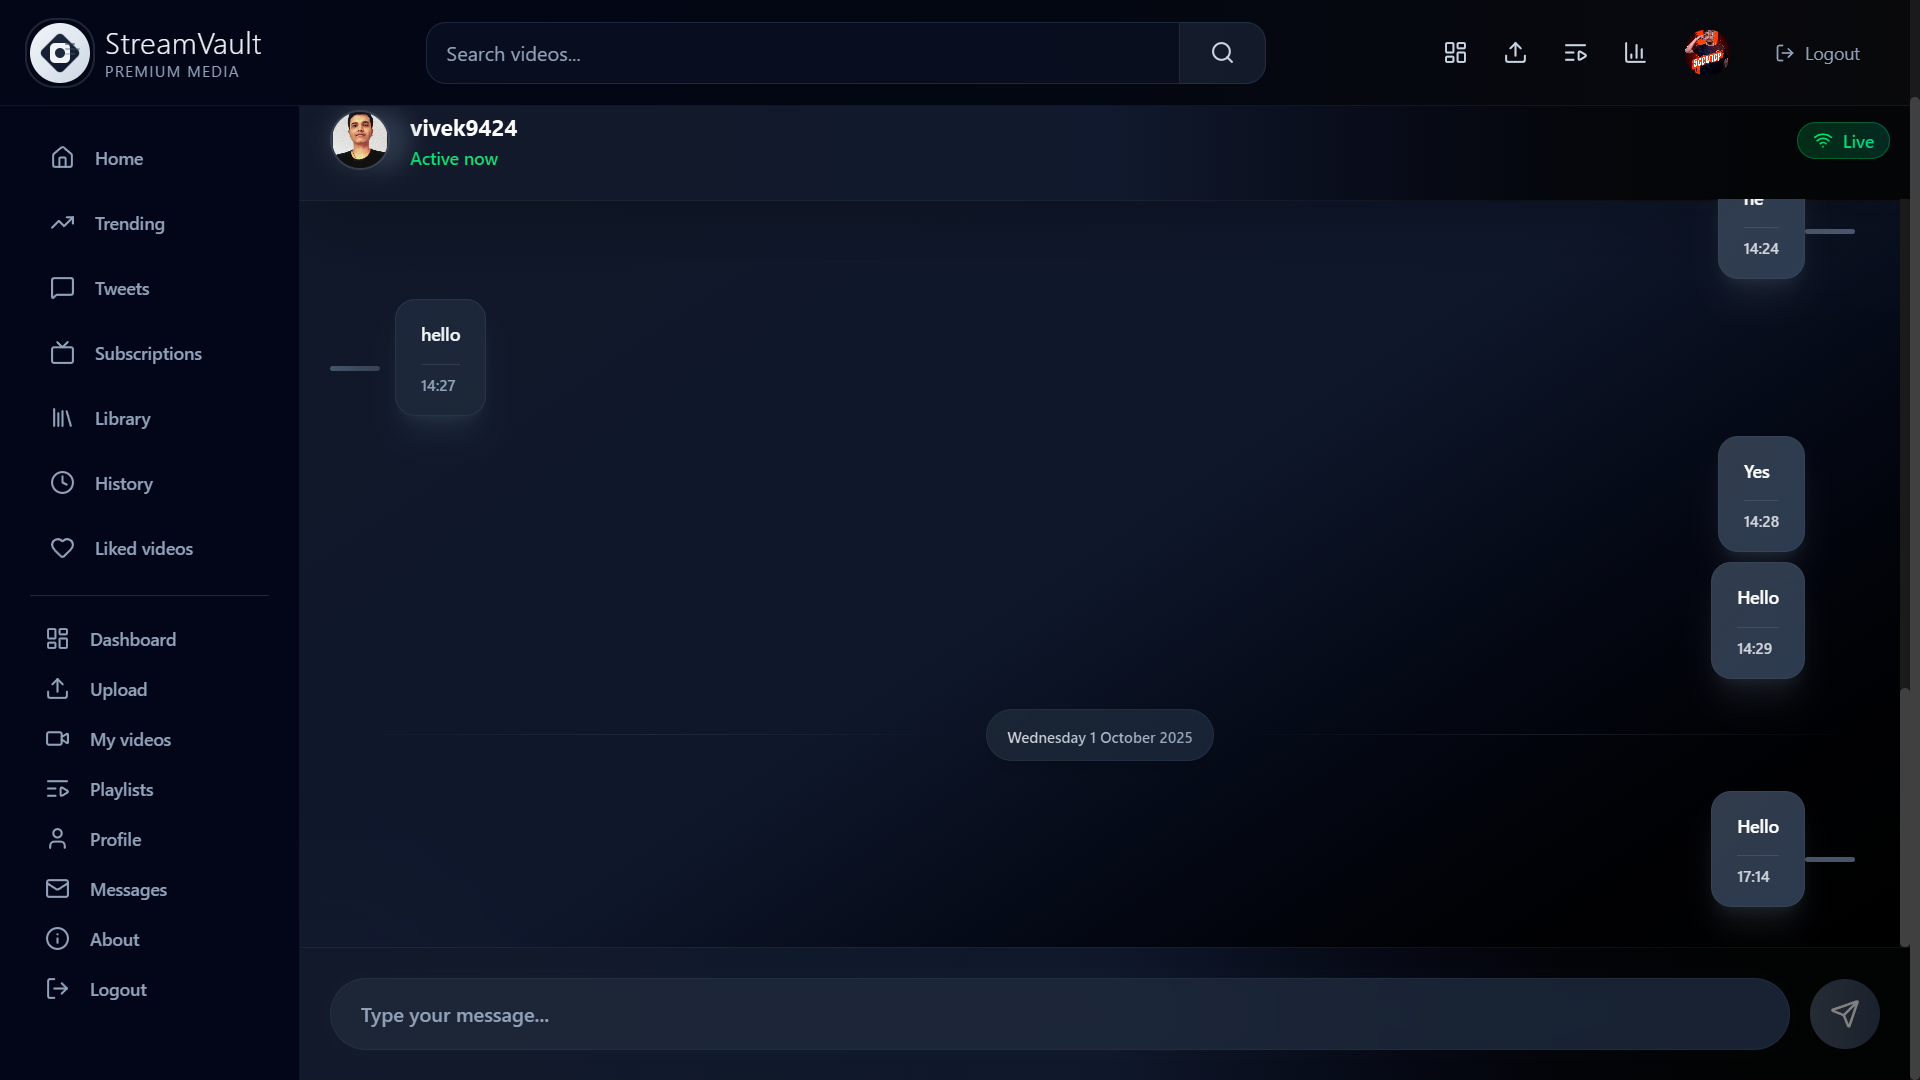 StreamVault
PREMIUM MEDIA
Search videos...
Logout
Home
Trending
Tweets
Subscriptions
Library
History
Liked videos
Dashboard
Upload
My videos
Playlists
Profile
Messages
About
Logout
vivek9424
Active now
Live
14:24
hello
14:27
Yes
14:28
Hello
14:29
Wednesday 1 October 2025
Hello
17:14
Type your message...